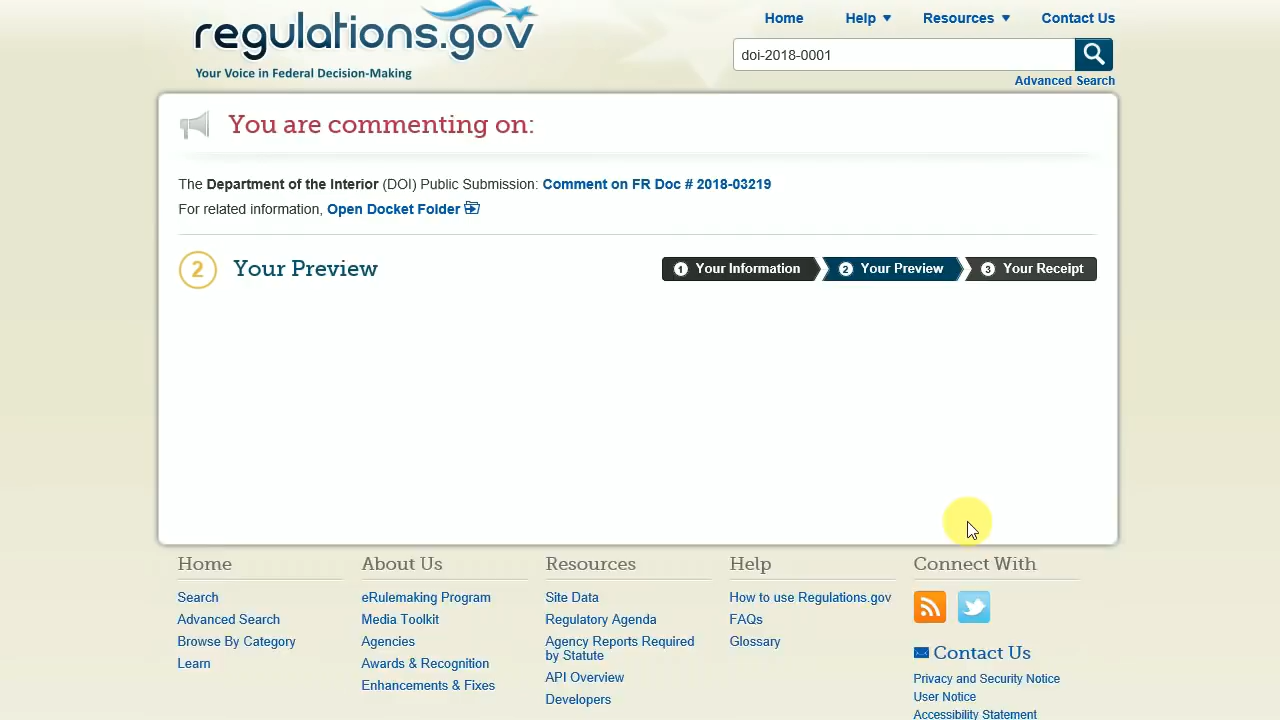 regulations.gov
Your Voice in Federal Decision-Making
Home Help Resources Contact Us
doi-2018-0001
Advanced Search
You are commenting on:
The Department of the Interior (DOI) Public Submission: Comment on FR Doc # 2018-03219
For related information, Open Docket Folder
2 Your Preview
1 Your Information 2 Your Preview 3 Your Receipt
Home
Search
Advanced Search
Browse By Category
Learn
About Us
eRulemaking Program
Media Toolkit
Agencies
Awards & Recognition
Enhancements & Fixes
Resources
Site Data
Regulatory Agenda
Agency Reports Required
by Statute
API Overview
Developers
Help
How to use Regulations.gov
FAQs
Glossary
Connect With
Contact Us
Privacy and Security Notice
User Notice
Accessibility Statement